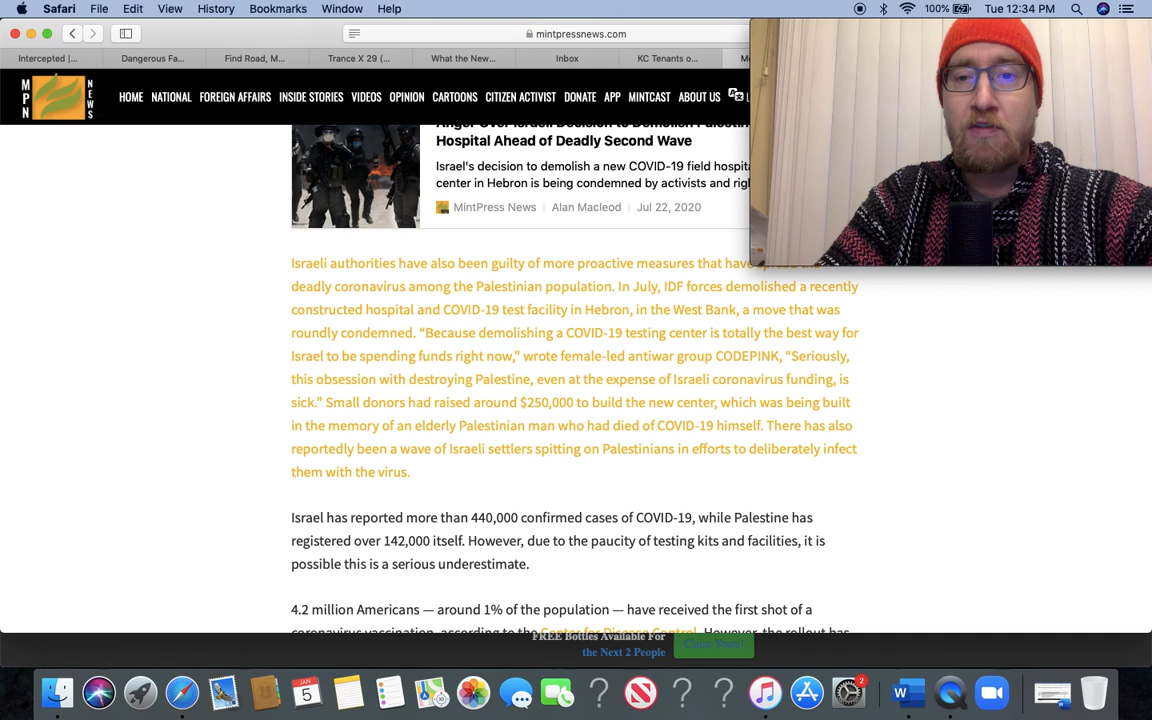 Safari File Edit View History Bookmarks Window Help 100% Tue 12:34 PM
mintpressnews.com
Intercepted |... Dangerous Fa... Find Road, M... Trance X 29 (... What the New... Inbox KC Tenants o...
MPN NEWS
HOME NATIONAL FOREIGN AFFAIRS INSIDE STORIES VIDEOS OPINION CARTOONS CITIZEN ACTIVIST DONATE APP MINTCAST ABOUT US
Hospital Ahead of Deadly Second Wave
Israel's decision to demolish a new COVID-19 field
center in Hebron is being condemned by activists and
MintPress News | Alan Macleod | Jul 22, 2020
Israeli authorities have also been guilty of more proactive measures that have
deadly coronavirus among the Palestinian population. In July, IDF forces demolished a recently
constructed hospital and COVID-19 test facility in Hebron, in the West Bank, a move that was
roundly condemned. “Because demolishing a COVID-19 testing center is totally the best way for
Israel to be spending funds right now,” wrote female-led antiwar group CODEPINK, “Seriously,
this obsession with destroying Palestine, even at the expense of Israeli coronavirus funding, is
sick.” Small donors had raised around $250,000 to build the new center, which was being built
in the memory of an elderly Palestinian man who had died of COVID-19 himself. There has also
reportedly been a wave of Israeli settlers spitting on Palestinians in efforts to deliberately infect
them with the virus.
Israel has reported more than 440,000 confirmed cases of COVID-19, while Palestine has
registered over 142,000 itself. However, due to the paucity of testing kits and facilities, it is
possible this is a serious underestimate.
4.2 million Americans — around 1% of the population — have received the first shot of a
coronavirus vaccination, according to the Center for Disease Control. However, the rollout has
FREE Bottles Available For
the Next 2 People
JAN
5
2